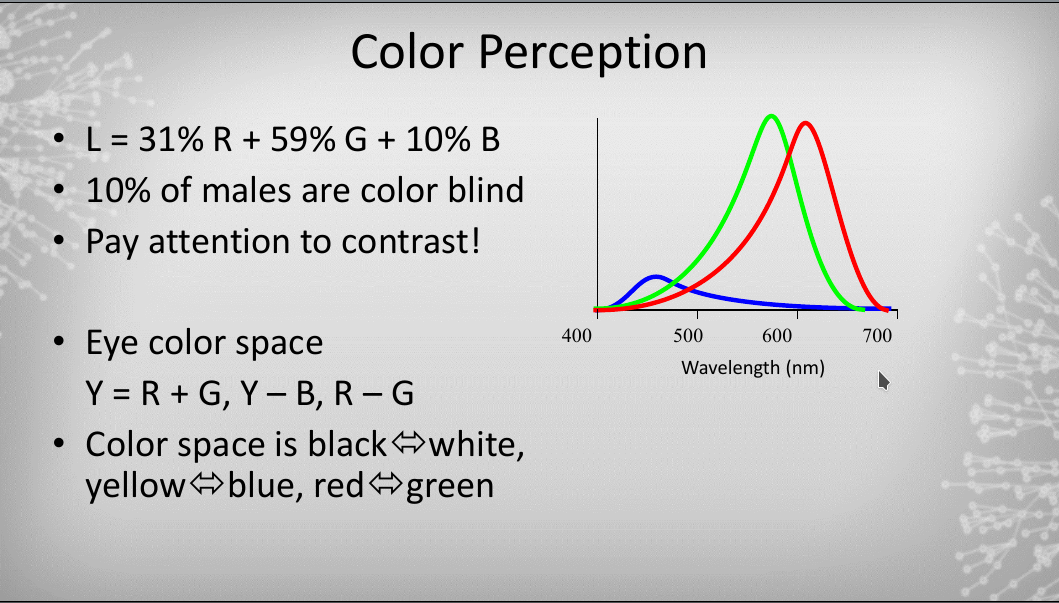 Color Perception
• L = 31% R + 59% G + 10% B
• 10% of males are color blind
• Pay attention to contrast!
• Eye color space
Y = R + G, Y – B, R – G
• Color space is black⬄white,
yellow⬄blue, red⬄green
400 500 600 700
Wavelength (nm)